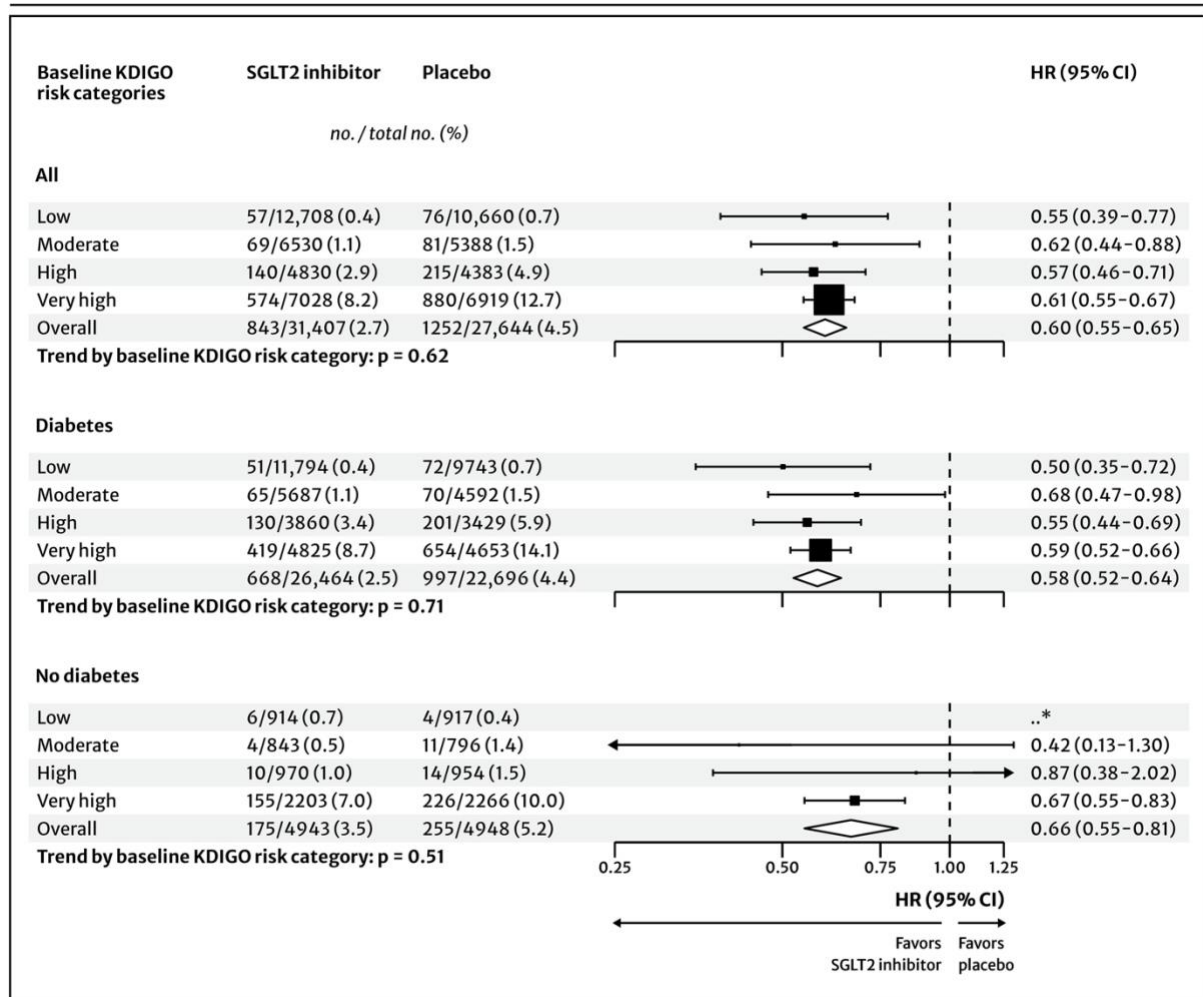 Baseline KDIGO SGLT2 inhibitor Placebo HR (95% CI)
risk categories
no. / total no. (%)
All
Low 57/12,708 (0.4) 76/10,660 (0.7) 0.55 (0.39–0.77)
Moderate 69/6530 (1.1) 81/5388 (1.5) 0.62 (0.44–0.88)
High 140/4830 (2.9) 215/4383 (4.9) 0.57 (0.46–0.71)
Very high 574/7028 (8.2) 880/6919 (12.7) 0.61 (0.55–0.67)
Overall 843/31,407 (2.7) 1252/27,644 (4.5) 0.60 (0.55–0.65)
Trend by baseline KDIGO risk category: p = 0.62
Diabetes
Low 51/11,794 (0.4) 72/9743 (0.7) 0.50 (0.35–0.72)
Moderate 65/5687 (1.1) 70/4592 (1.5) 0.68 (0.47–0.98)
High 130/3860 (3.4) 201/3429 (5.9) 0.55 (0.44–0.69)
Very high 419/4825 (8.7) 654/4653 (14.1) 0.59 (0.52–0.66)
Overall 668/26,464 (2.5) 997/22,696 (4.4) 0.58 (0.52–0.64)
Trend by baseline KDIGO risk category: p = 0.71
No diabetes
Low 6/914 (0.7) 4/917 (0.4) ..*
Moderate 4/843 (0.5) 11/796 (1.4) 0.42 (0.13–1.30)
High 10/970 (1.0) 14/954 (1.5) 0.87 (0.38–2.02)
Very high 155/2203 (7.0) 226/2266 (10.0) 0.67 (0.55–0.83)
Overall 175/4943 (3.5) 255/4948 (5.2) 0.66 (0.55–0.81)
Trend by baseline KDIGO risk category: p = 0.51
0.25 0.50 0.75 1.00 1.25
HR (95% CI)
Favors Favors
SGLT2 inhibitor placebo